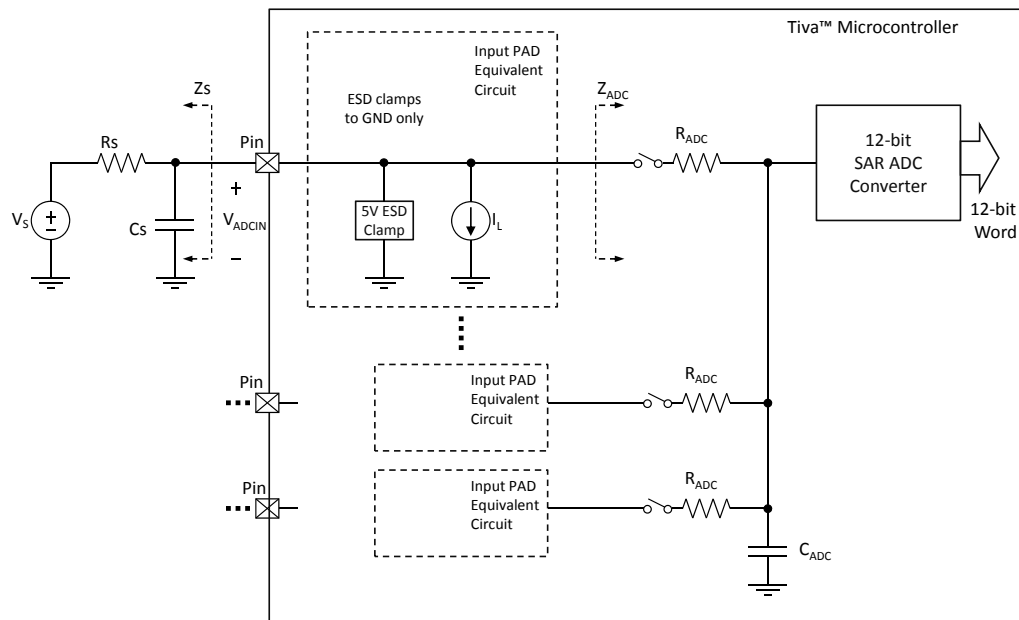 Tiva™ Microcontroller
Input PAD
Equivalent
Circuit
ESD clamps
to GND only
Zs
Z_ADC
Rs
Pin
R_ADC
12-bit
SAR ADC
Converter
V_S
Cs
+
V_ADCIN
−
5V ESD
Clamp
I_L
12-bit
Word
Pin
Input PAD
Equivalent
Circuit
R_ADC
Pin
Input PAD
Equivalent
Circuit
R_ADC
C_ADC